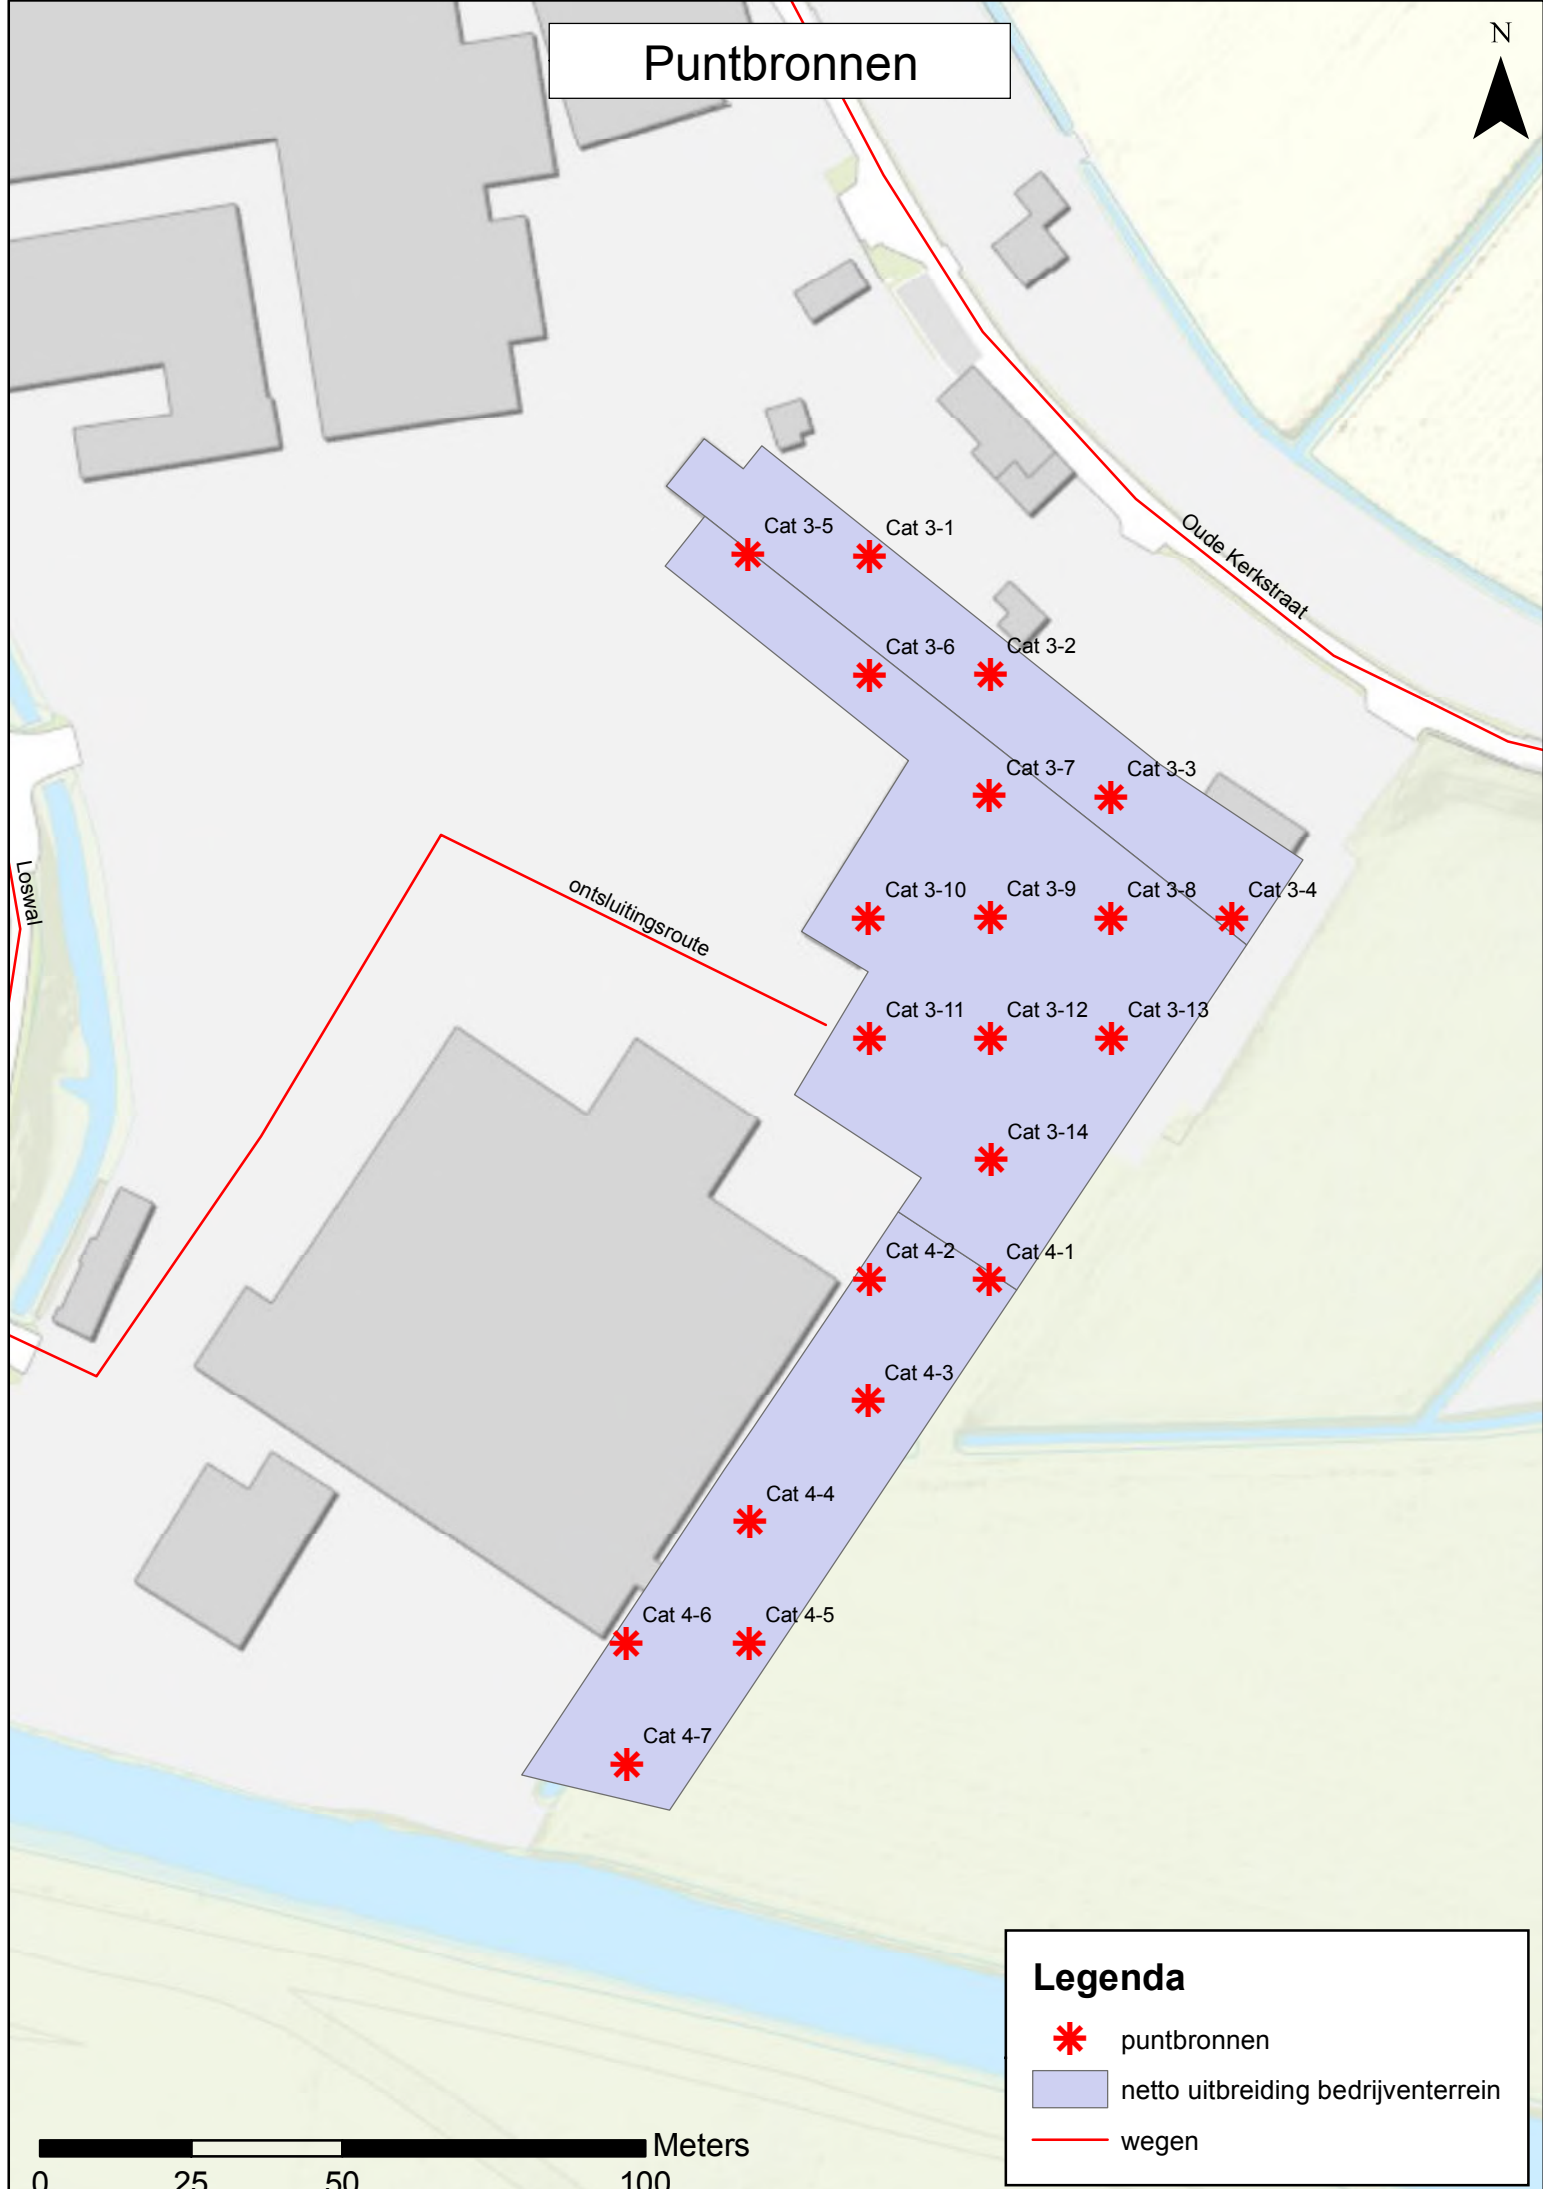 Puntbronnen
N
Cat 3-5
Cat 3-1
Oude Kerkstraat
Cat 3-6
Cat 3-2
Cat 3-7
Cat 3-3
Loswal
ontsluitingsroute
Cat 3-10
Cat 3-9
Cat 3-8
Cat 3-4
Cat 3-11
Cat 3-12
Cat 3-13
Cat 3-14
Cat 4-2
Cat 4-1
Cat 4-3
Cat 4-4
Cat 4-6
Cat 4-5
Cat 4-7
Legenda
puntbronnen
netto uitbreiding bedrijventerrein
wegen
Meters
0 25 50 100